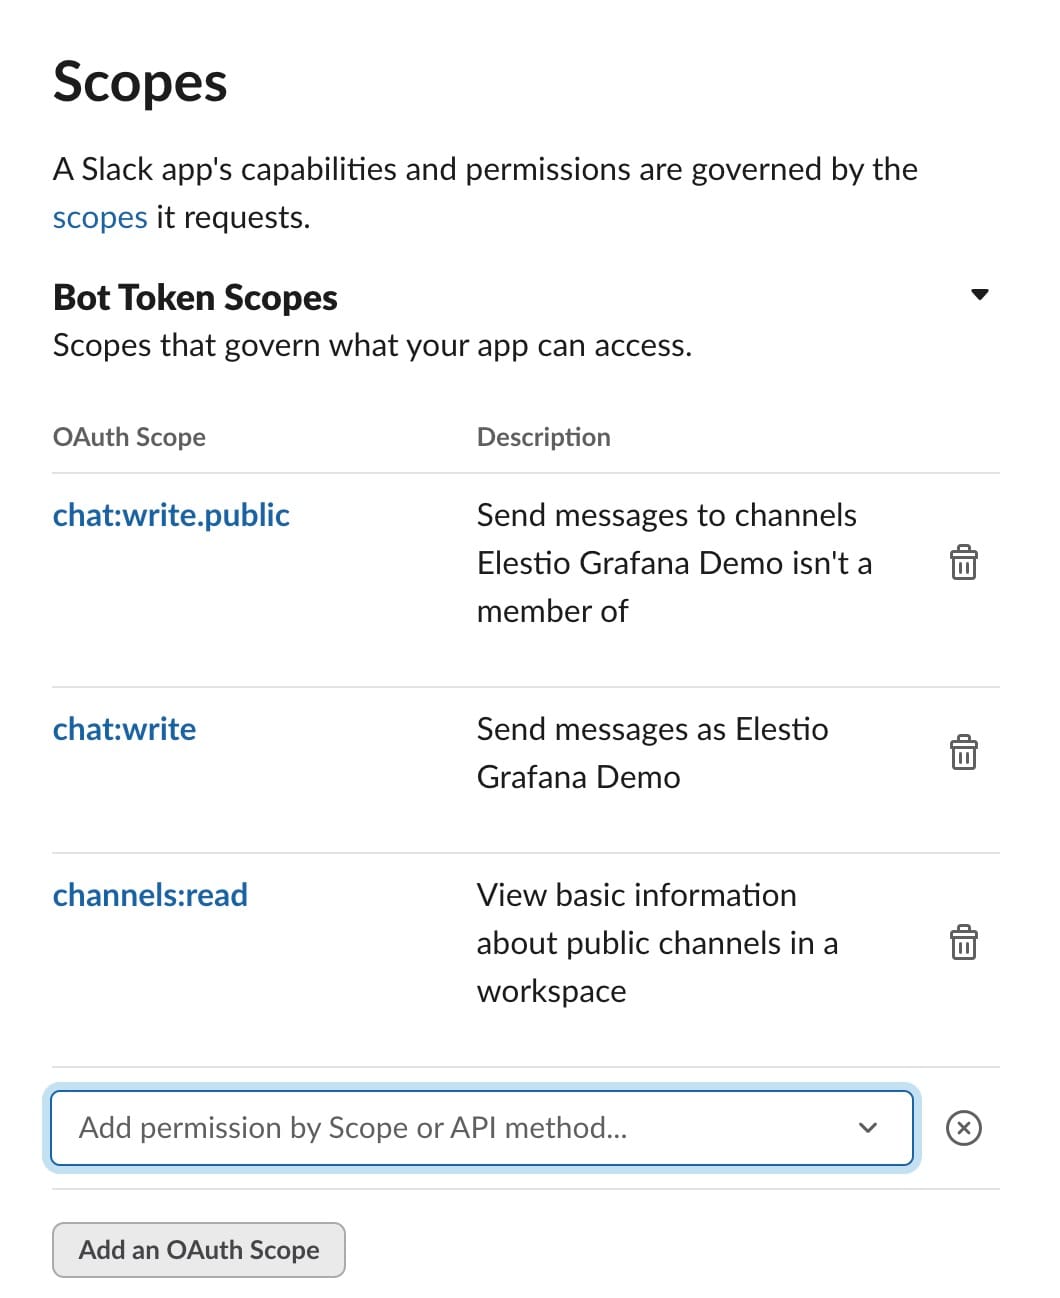 Scopes
A Slack app's capabilities and permissions are governed by the
scopes it requests.
Bot Token Scopes
Scopes that govern what your app can access.
OAuth Scope Description
chat:write.public Send messages to channels
Elestio Grafana Demo isn't a
member of
chat:write Send messages as Elestio
Grafana Demo
channels:read View basic information
about public channels in a
workspace
Add permission by Scope or API method...
Add an OAuth Scope